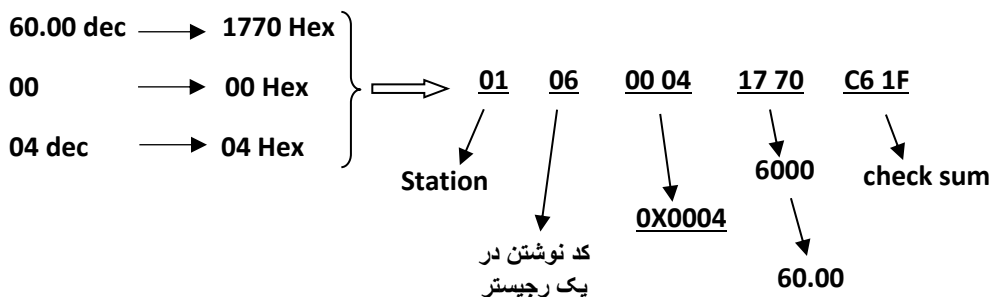 60.00 dec 1770 Hex
00 00 Hex
04 dec 04 Hex
01 06 00 04 17 70 C6 1F
Station
6000
check sum
0X0004
کد نوشتن در
یک رجیستر
60.00